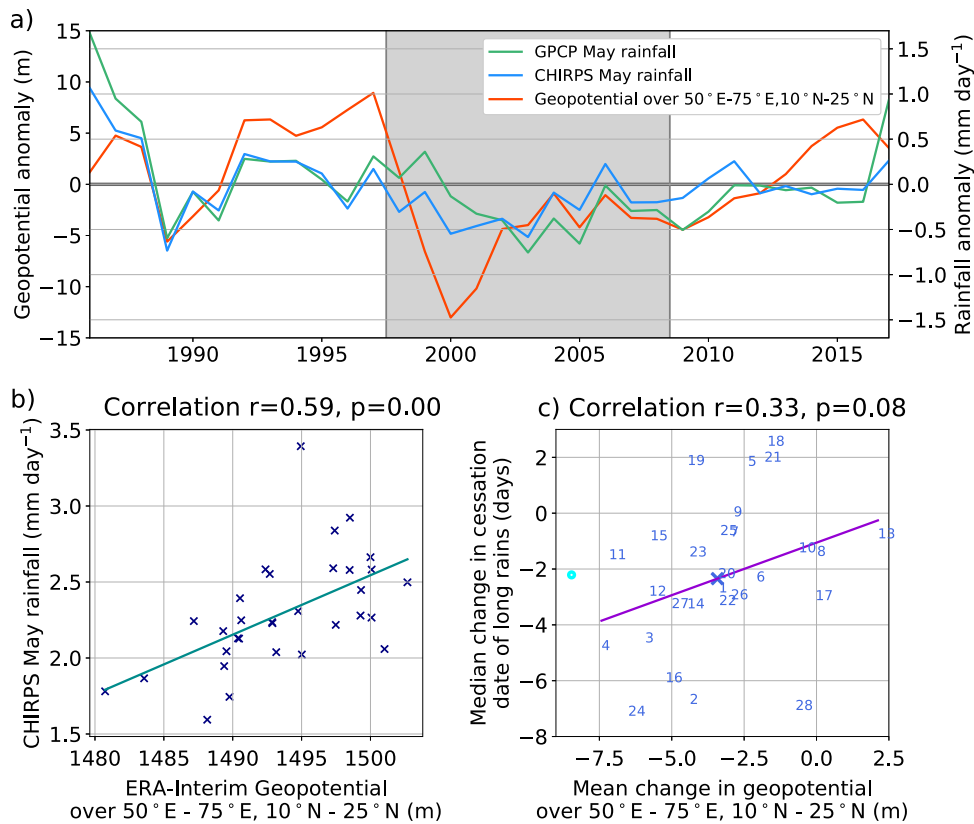 a)
15
10
5
0
−5
−10
−15
Geopotential anomaly (m)
GPCP May rainfall
CHIRPS May rainfall
Geopotential over 50°E-75°E,10°N-25°N
1.5
1.0
0.5
0.0
−0.5
−1.0
−1.5
Rainfall anomaly (mm day⁻¹)
1990 1995 2000 2005 2010 2015
b)
Correlation r=0.59, p=0.00
3.5
3.0
2.5
2.0
1.5
CHIRPS May rainfall (mm day⁻¹)
1480 1485 1490 1495 1500
ERA-Interim Geopotential
over 50°E - 75°E, 10°N - 25°N (m)
c) Correlation r=0.33, p=0.08
2
0
−2
−4
−6
−8
Median change in cessation
date of long rains (days)
18
19 5 21
9
15 25
11 13 10 8 13
6
12 1 17
27 14 22 26
3
4
16
2
24 28
−7.5 −5.0 −2.5 0.0 2.5
Mean change in geopotential
over 50°E - 75°E, 10°N - 25°N (m)